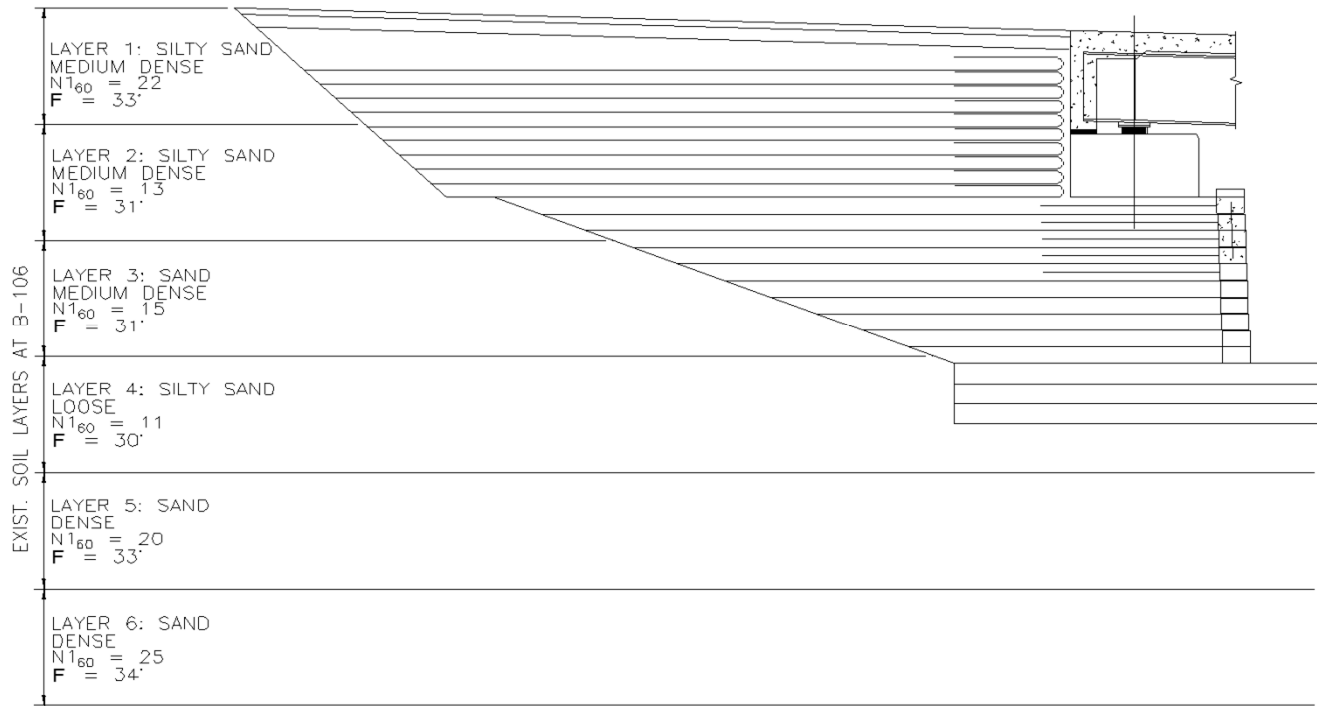 LAYER 1: SILTY SAND
MEDIUM DENSE
N1₆₀ = 22
F = 33°
LAYER 2: SILTY SAND
MEDIUM DENSE
N1₆₀ = 13
F = 31°
LAYER 3: SAND
MEDIUM DENSE
N1₆₀ = 15
F = 31°
LAYER 4: SILTY SAND
LOOSE
N1₆₀ = 11
F = 30°
LAYER 5: SAND
DENSE
N1₆₀ = 20
F = 33°
LAYER 6: SAND
DENSE
N1₆₀ = 25
F = 34°
EXIST. SOIL LAYERS AT B-106